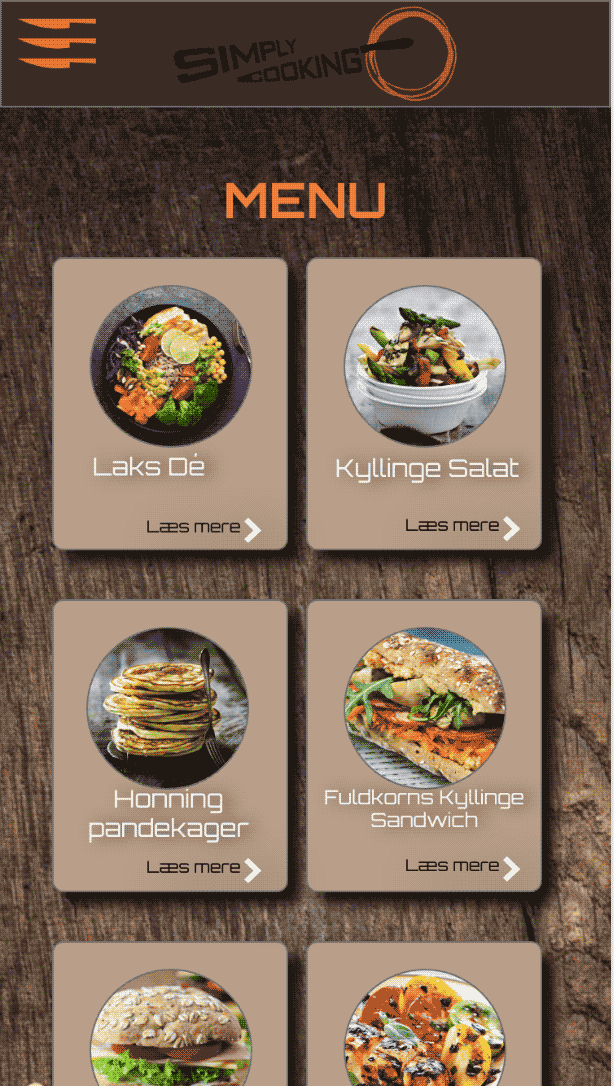 SIMPLY
COOKING
MENU
Laks Dé
Læs mere
Kyllinge Salat
Læs mere
Honning
pandekager
Læs mere
Fuldkorns Kyllinge
Sandwich
Læs mere